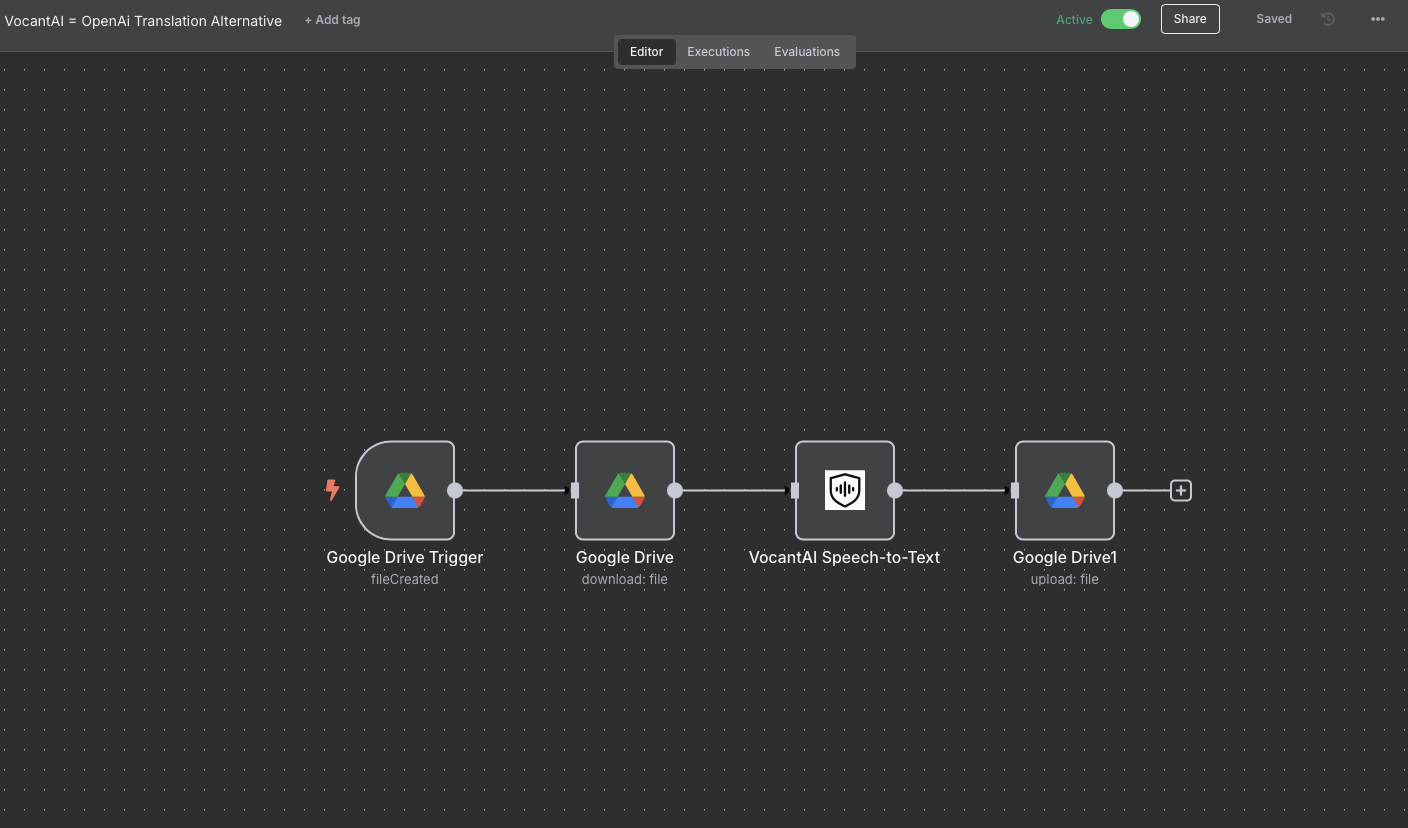 VocantAI = OpenAi Translation Alternative
+ Add tag
Active
Share
Saved
Editor
Executions
Evaluations
Google Drive Trigger
fileCreated
Google Drive
download: file
VocantAI Speech-to-Text
Google Drive1
upload: file